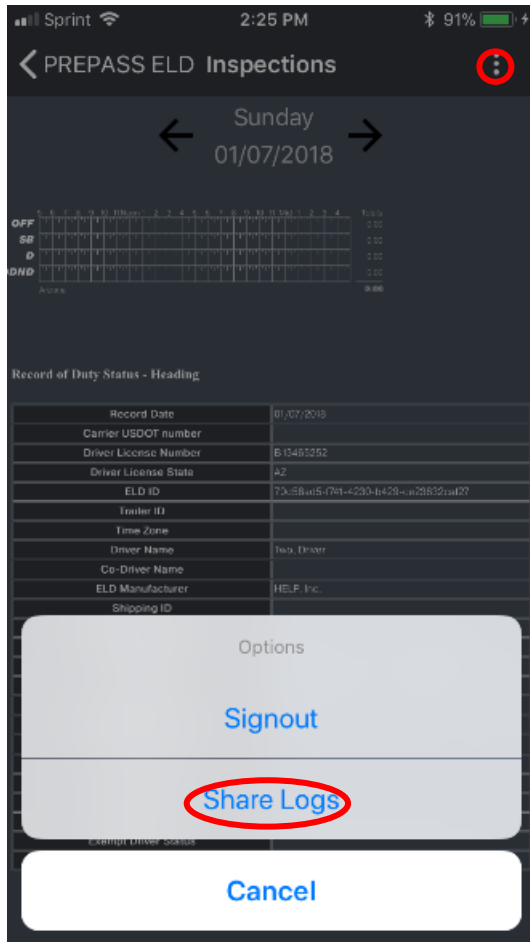 Sprint 2:25 PM 91%
PREPASS ELD Inspections
Sunday
01/07/2018
OFF
SB
D
Record of Duty Status - Heading
Record Date 01/07/2018
Carrier USDOT number
Driver License Number
Driver License State AZ
ELD ID
Trailer ID
Time Zone
Driver Name Two, Driver
Co-Driver Name
ELD Manufacturer HELP, Inc.
Shipping ID
Options
Signout
Share Logs
Exempt Driver Status
Cancel